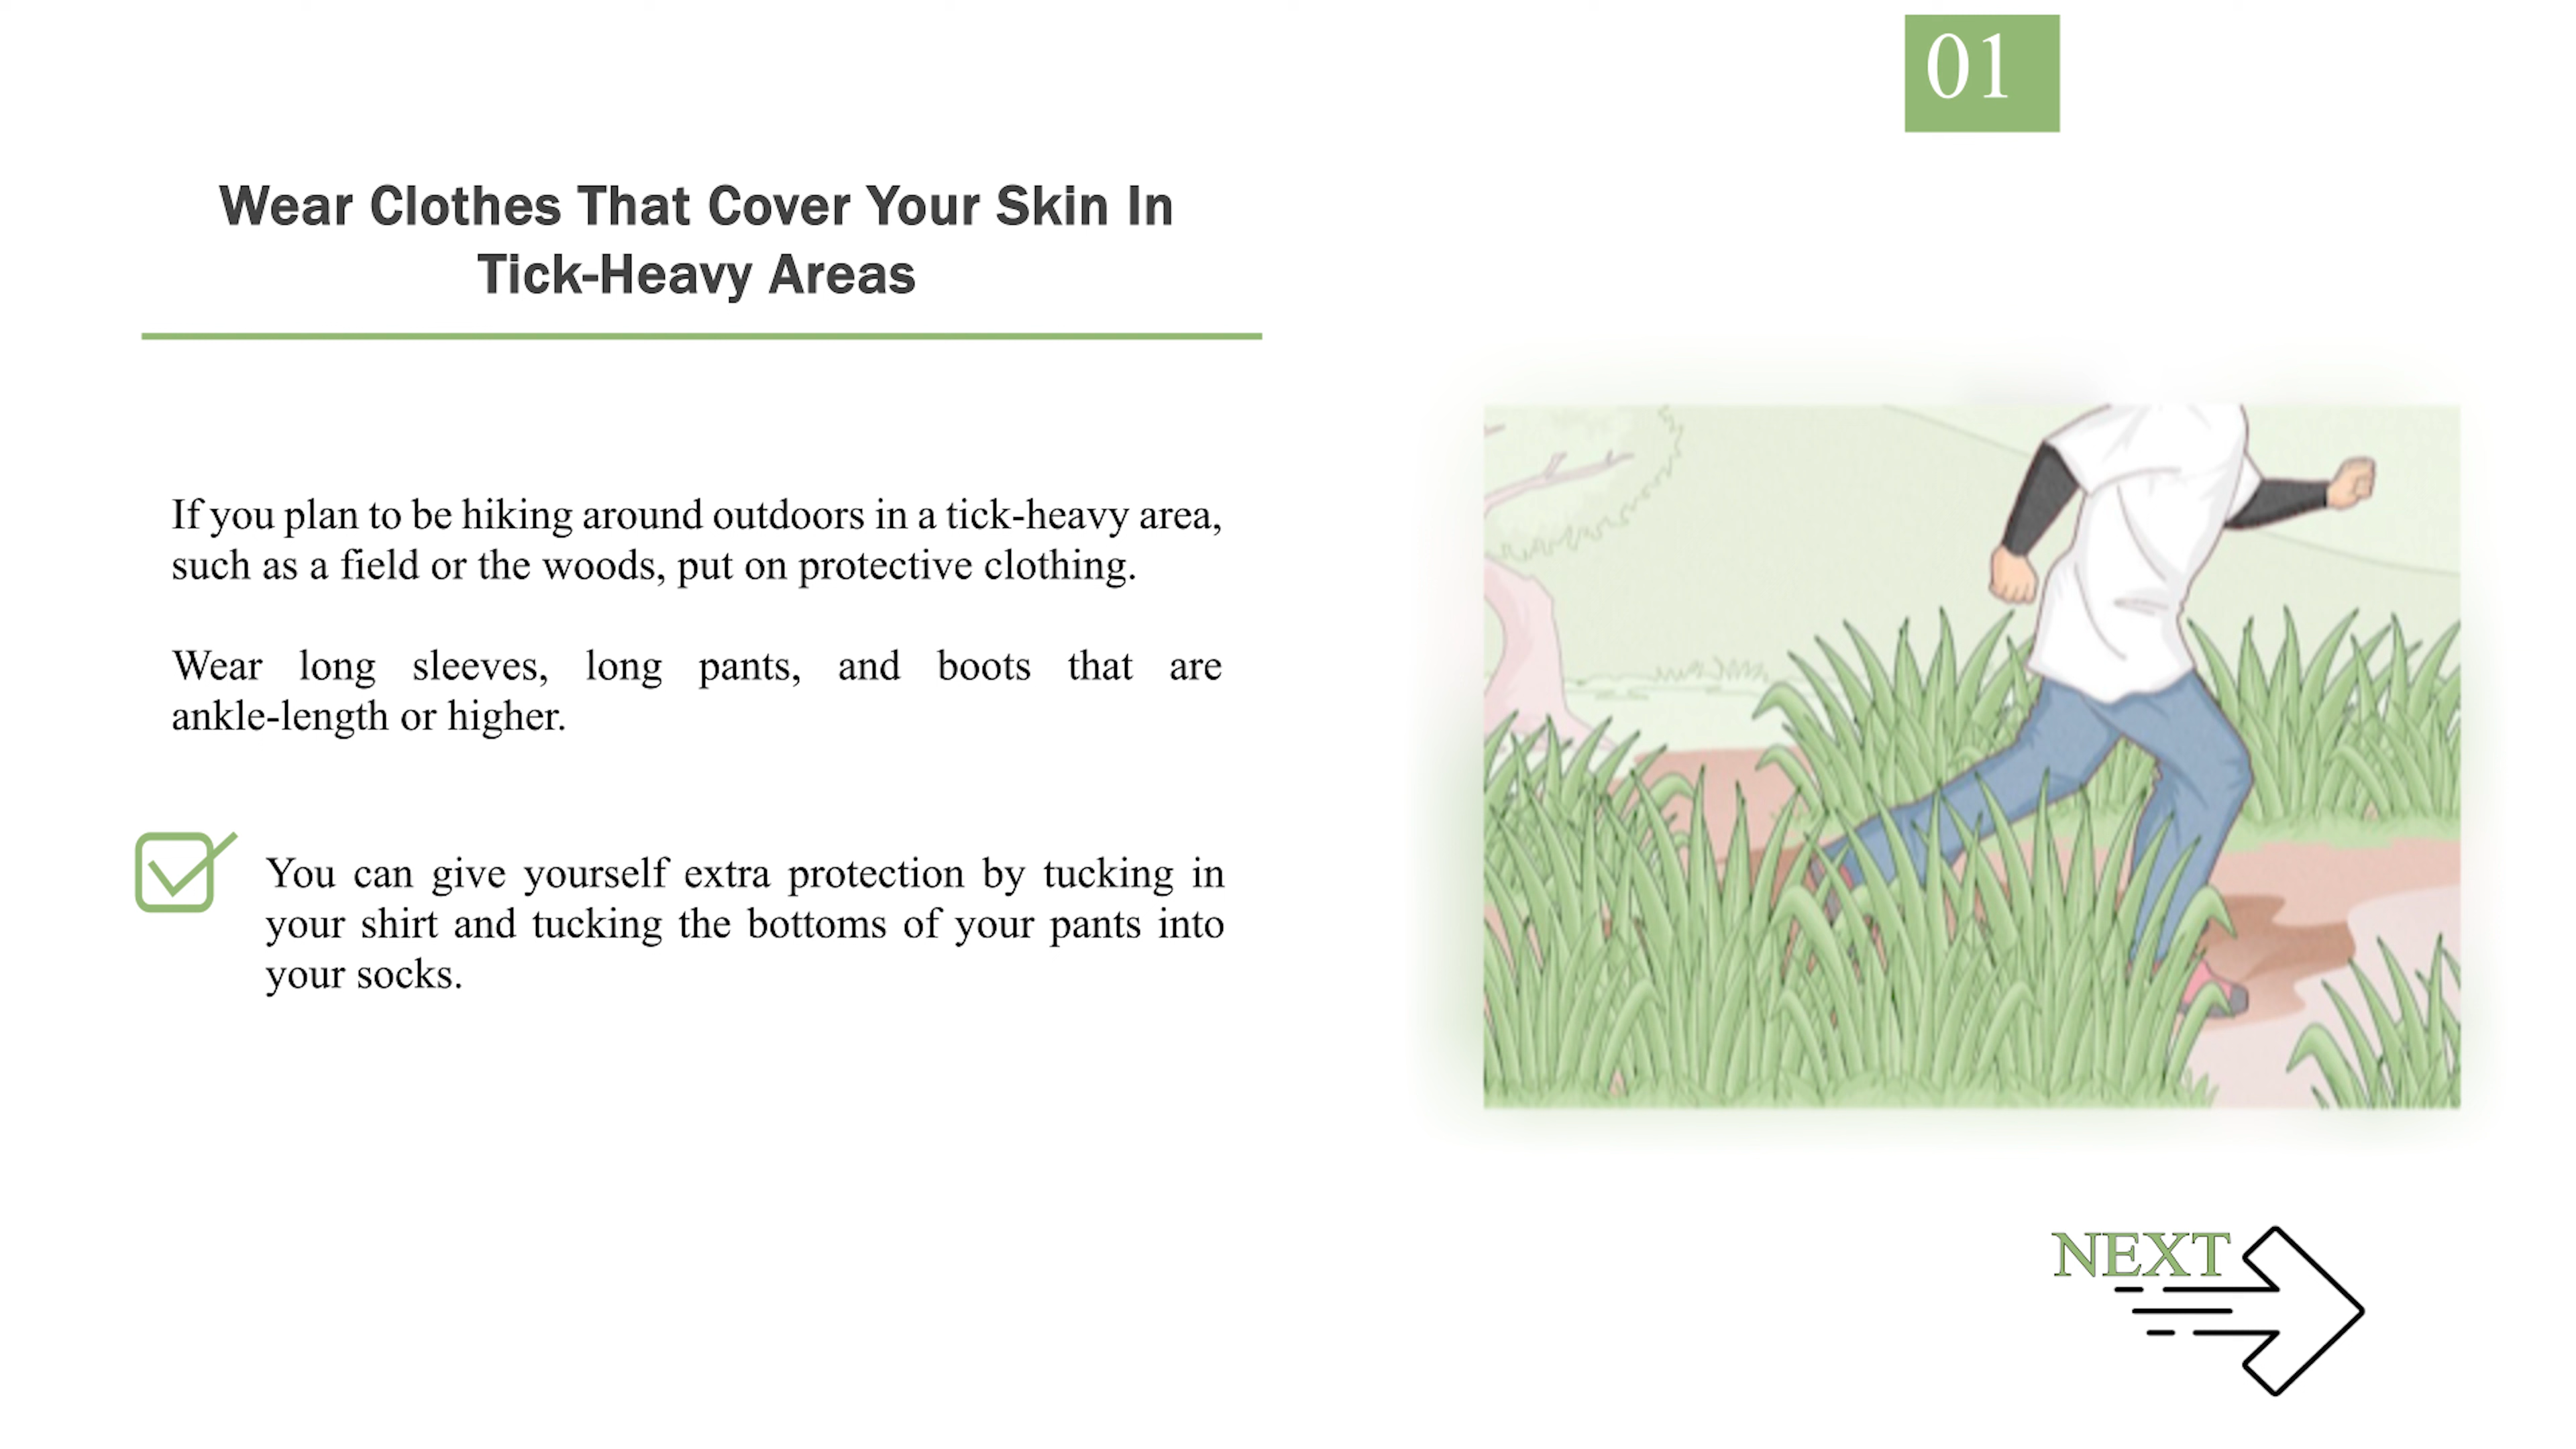 01
Wear Clothes That Cover Your Skin In
Tick-Heavy Areas
If you plan to be hiking around outdoors in a tick-heavy area,
such as a field or the woods, put on protective clothing.
Wear long sleeves, long pants, and boots that are
ankle-length or higher.
You can give yourself extra protection by tucking in
your shirt and tucking the bottoms of your pants into
your socks.
NEXT